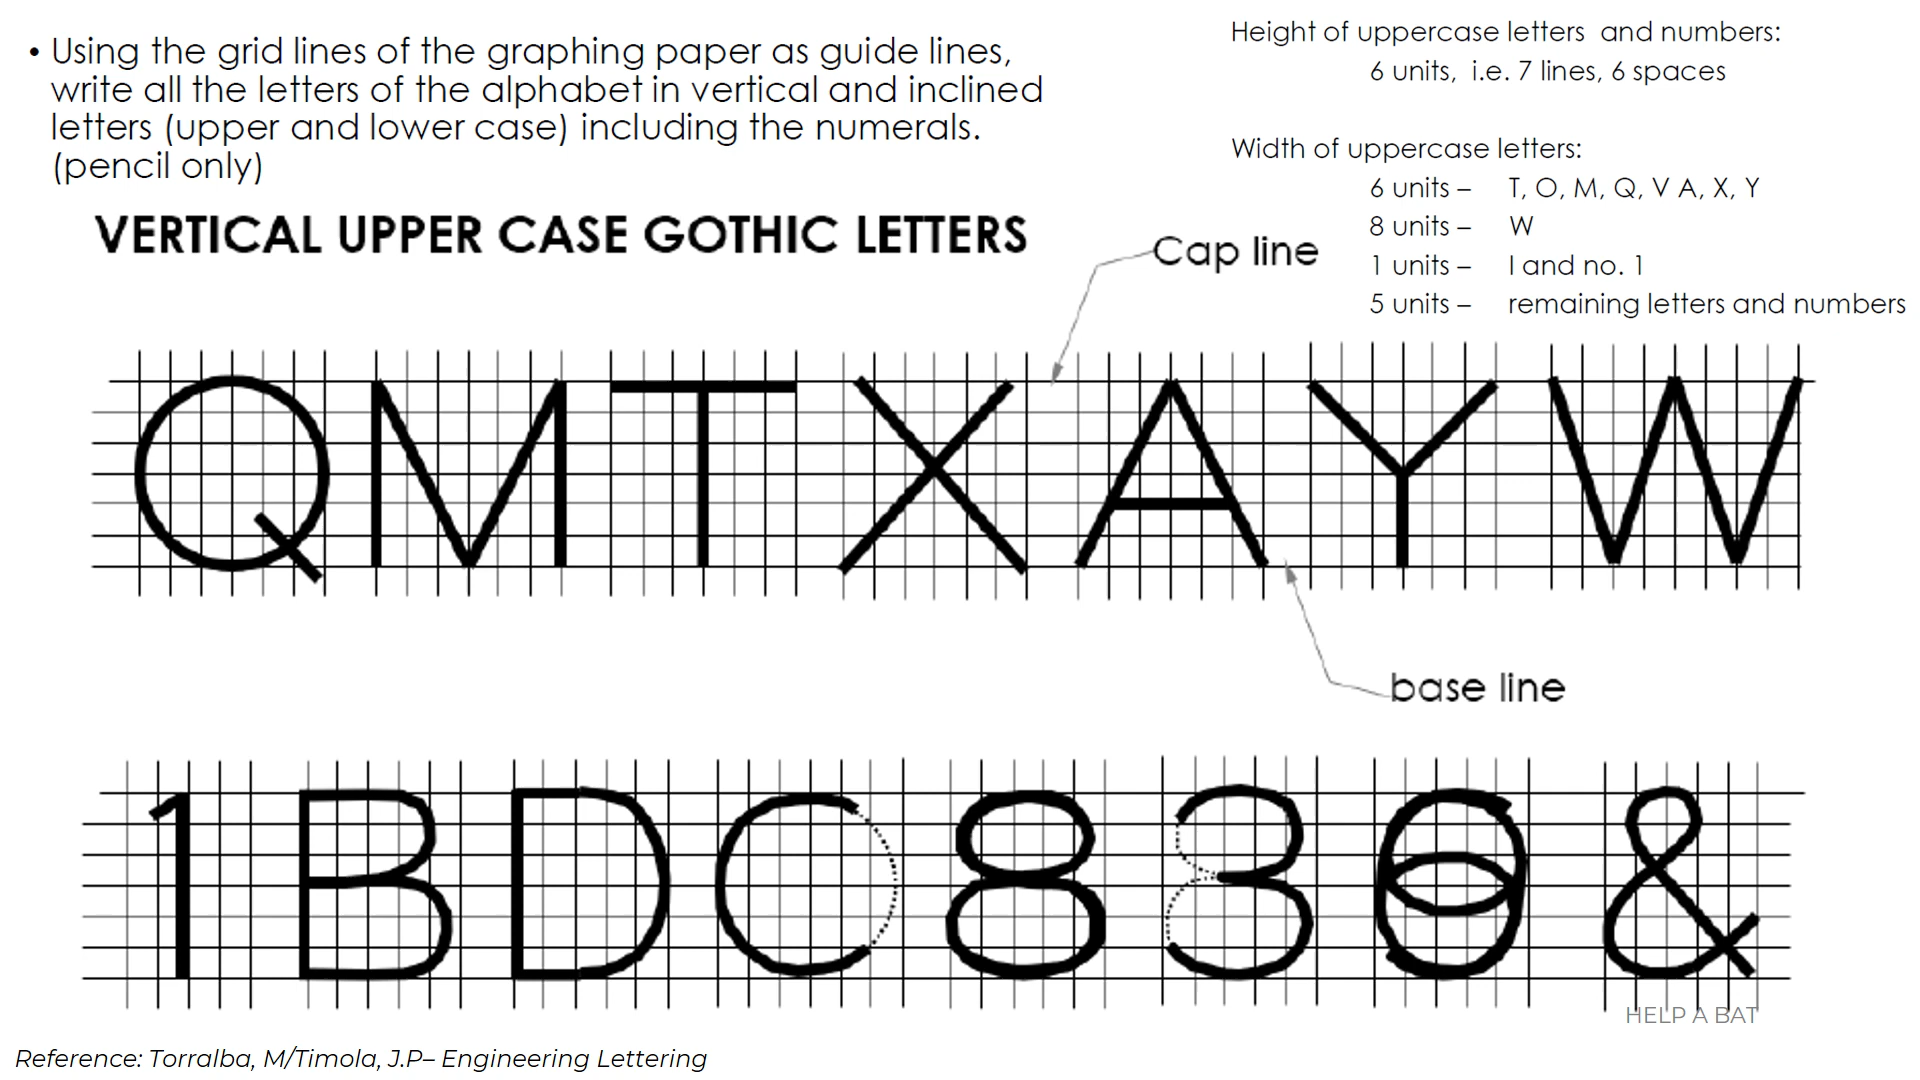 • Using the grid lines of the graphing paper as guide lines,
write all the letters of the alphabet in vertical and inclined
letters (upper and lower case) including the numerals.
(pencil only)
Height of uppercase letters and numbers:
6 units, i.e. 7 lines, 6 spaces
Width of uppercase letters:
6 units – T, O, M, Q, V A, X, Y
8 units – W
1 units – I and no. 1
5 units – remaining letters and numbers
VERTICAL UPPER CASE GOTHIC LETTERS
Cap line
Q M T X A Y W
base line
1 B D C 8 3 &
HELP A BAT
Reference: Torralba, M/Timola, J.P– Engineering Lettering